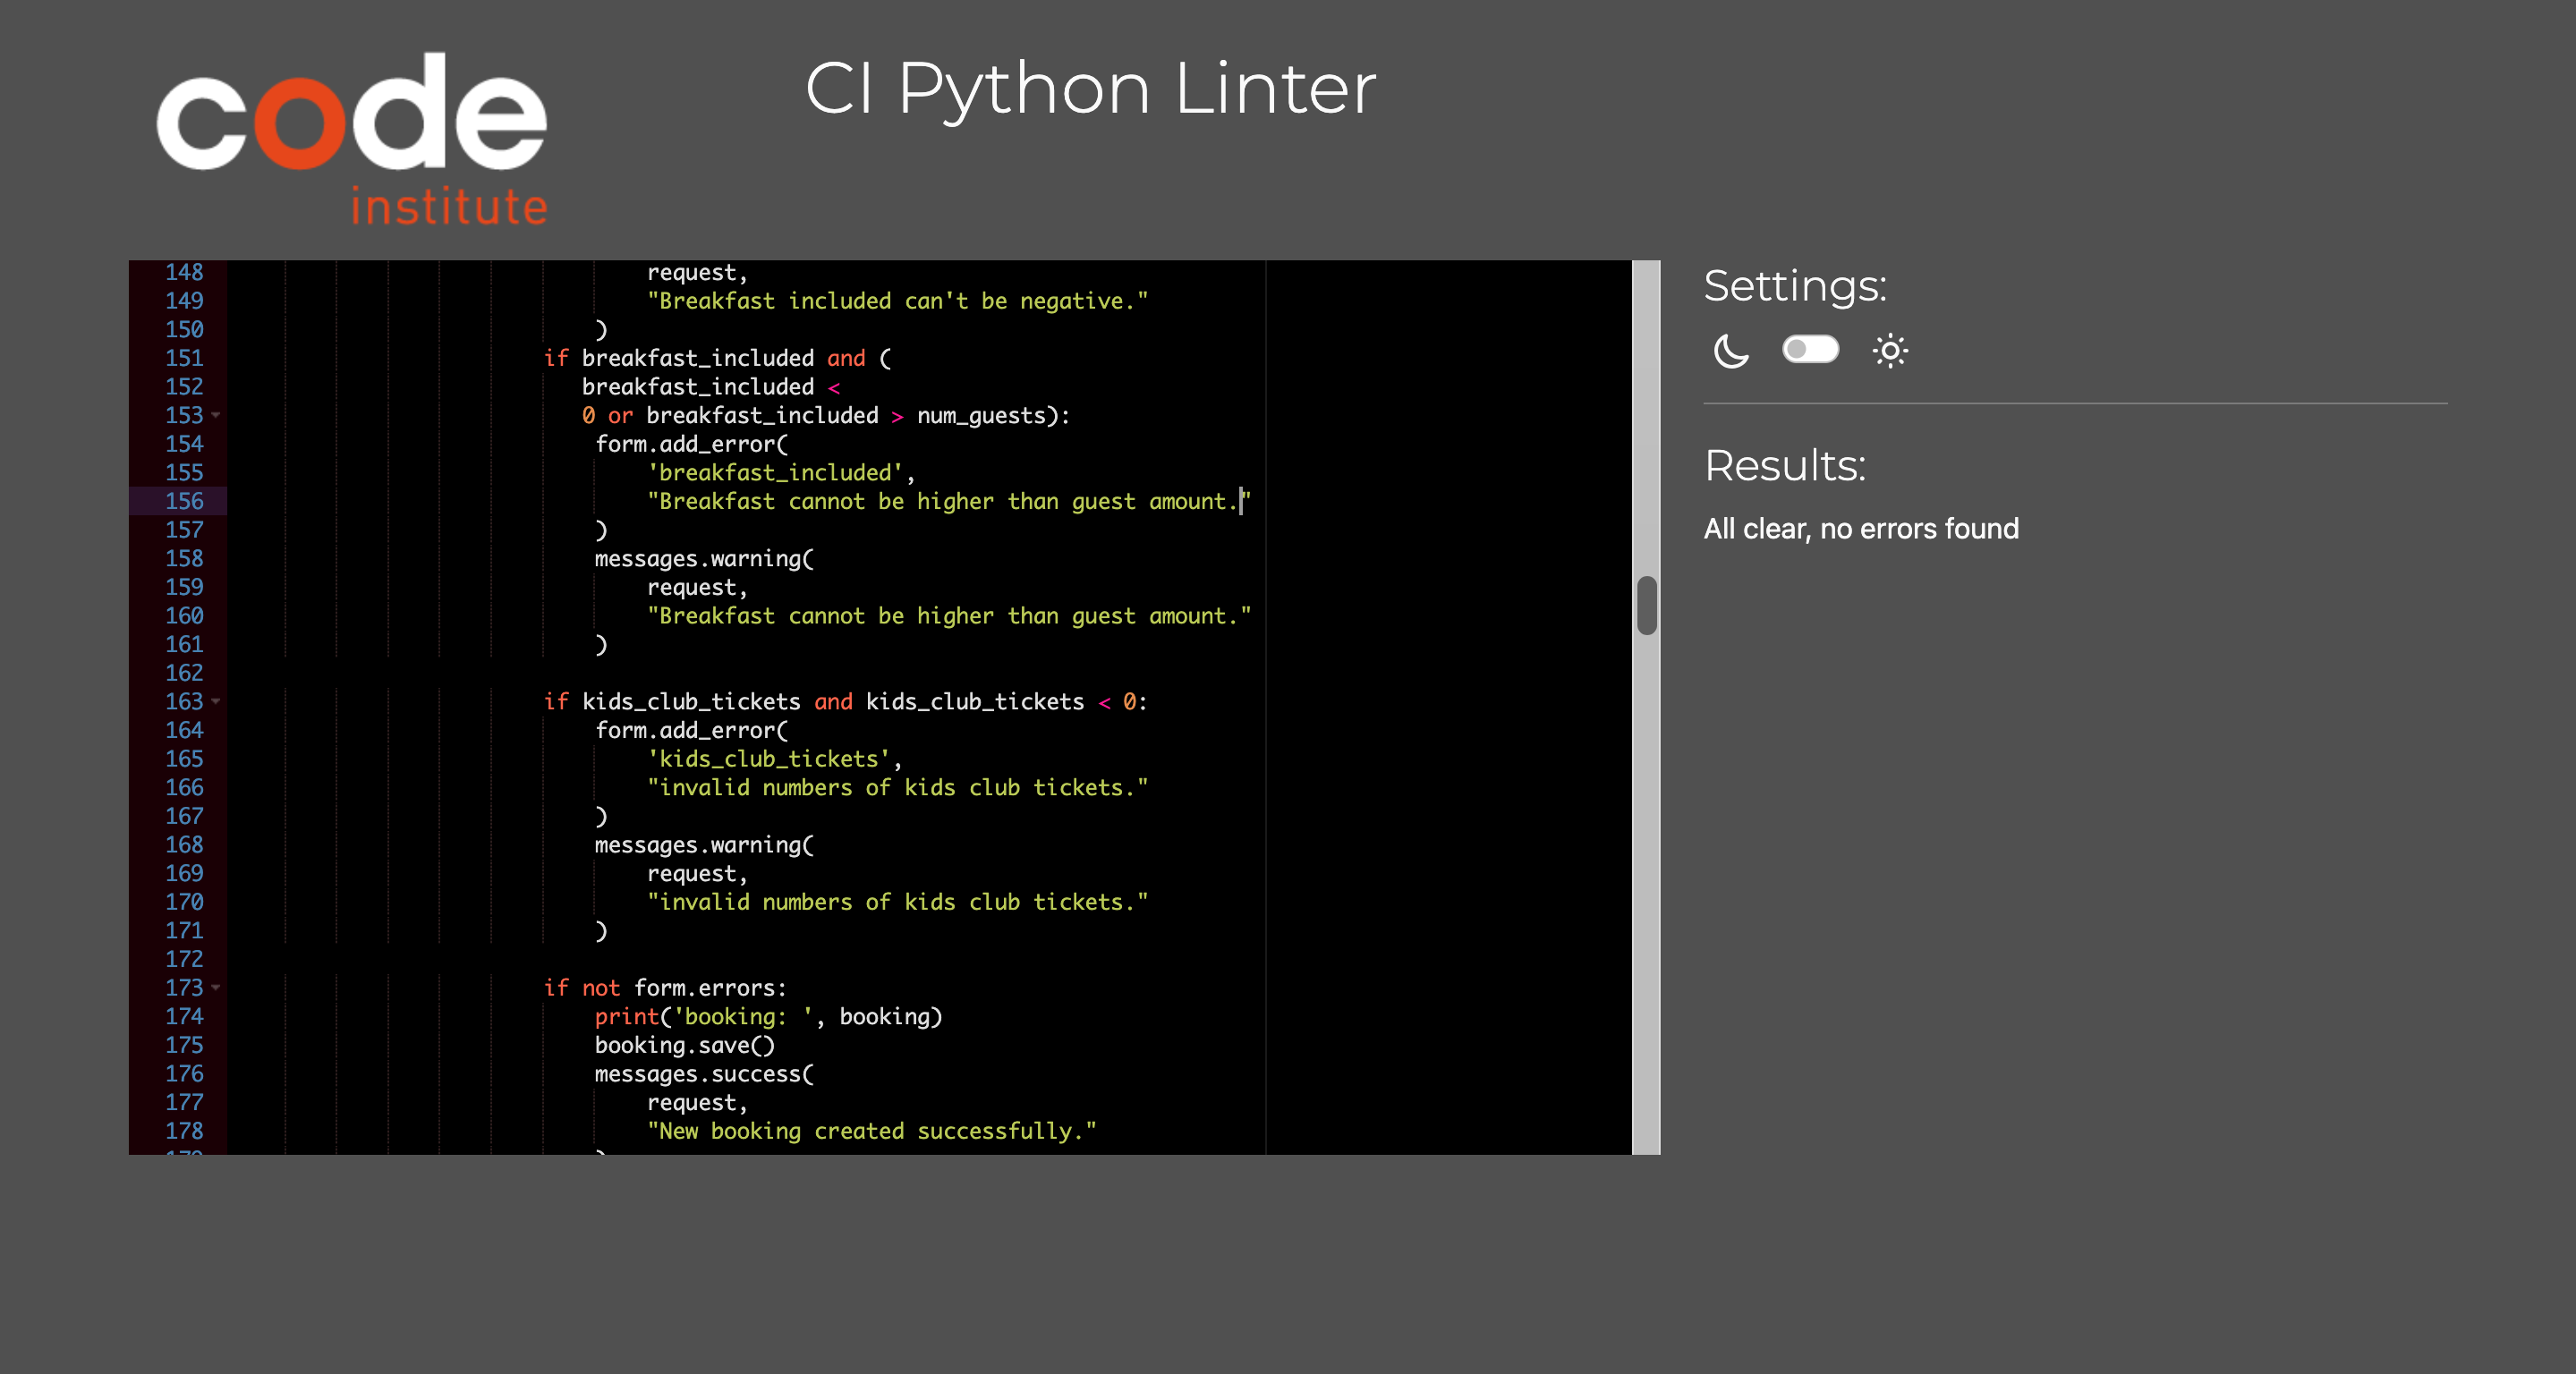 code
institute
CI Python Linter
148 request,
149 "Breakfast included can't be negative."
150 )
151 if breakfast_included and (
152 breakfast_included <
153 0 or breakfast_included > num_guests):
154 form.add_error(
155 'breakfast_included',
156 "Breakfast cannot be higher than guest amount."
157 )
158 messages.warning(
159 request,
160 "Breakfast cannot be higher than guest amount."
161 )
162
163 if kids_club_tickets and kids_club_tickets < 0:
164 form.add_error(
165 'kids_club_tickets',
166 "invalid numbers of kids club tickets."
167 )
168 messages.warning(
169 request,
170 "invalid numbers of kids club tickets."
171 )
172
173 if not form.errors:
174 print('booking: ', booking)
175 booking.save()
176 messages.success(
177 request,
178 "New booking created successfully."
Settings:
Results:
All clear, no errors found